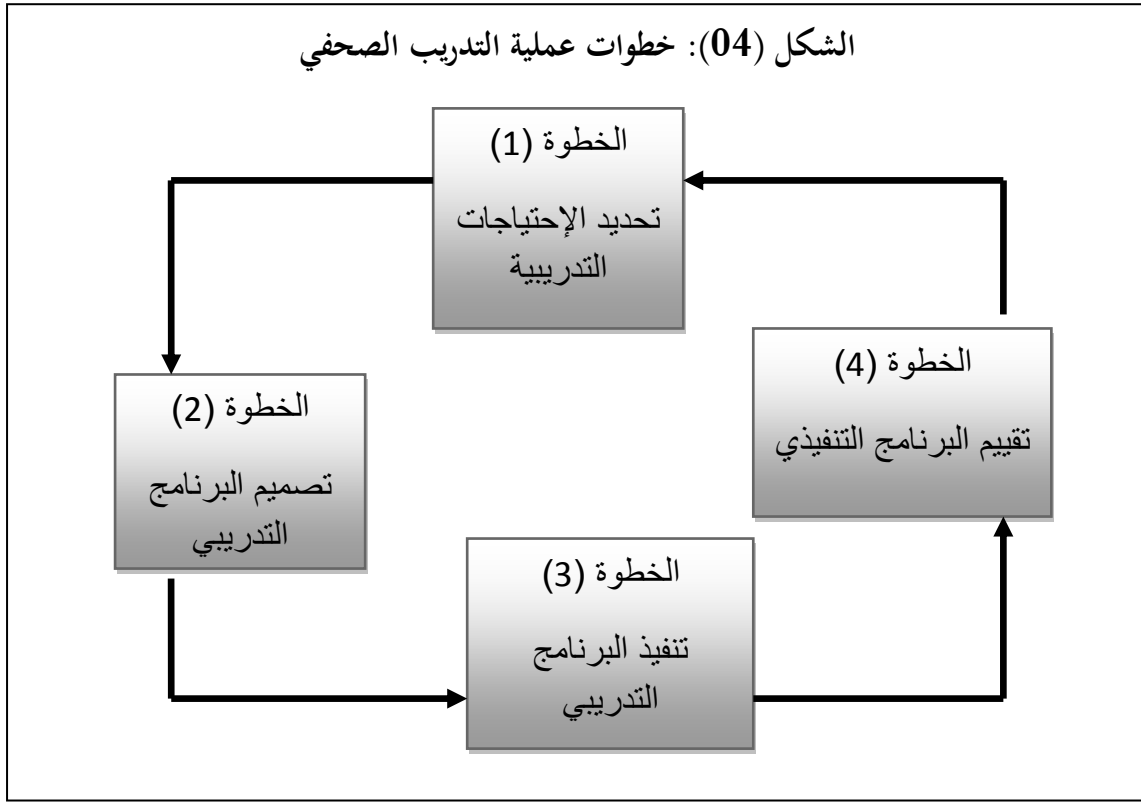 الشكل (04): خطوات عملية التدريب الصحفي
الخطوة (1)
تحديد الإحتياجات
التدريبية
الخطوة (2)
تصميم البرنامج
التدريبي
الخطوة (3)
تنفيذ البرنامج
التدريبي
الخطوة (4)
تقييم البرنامج التنفيذي